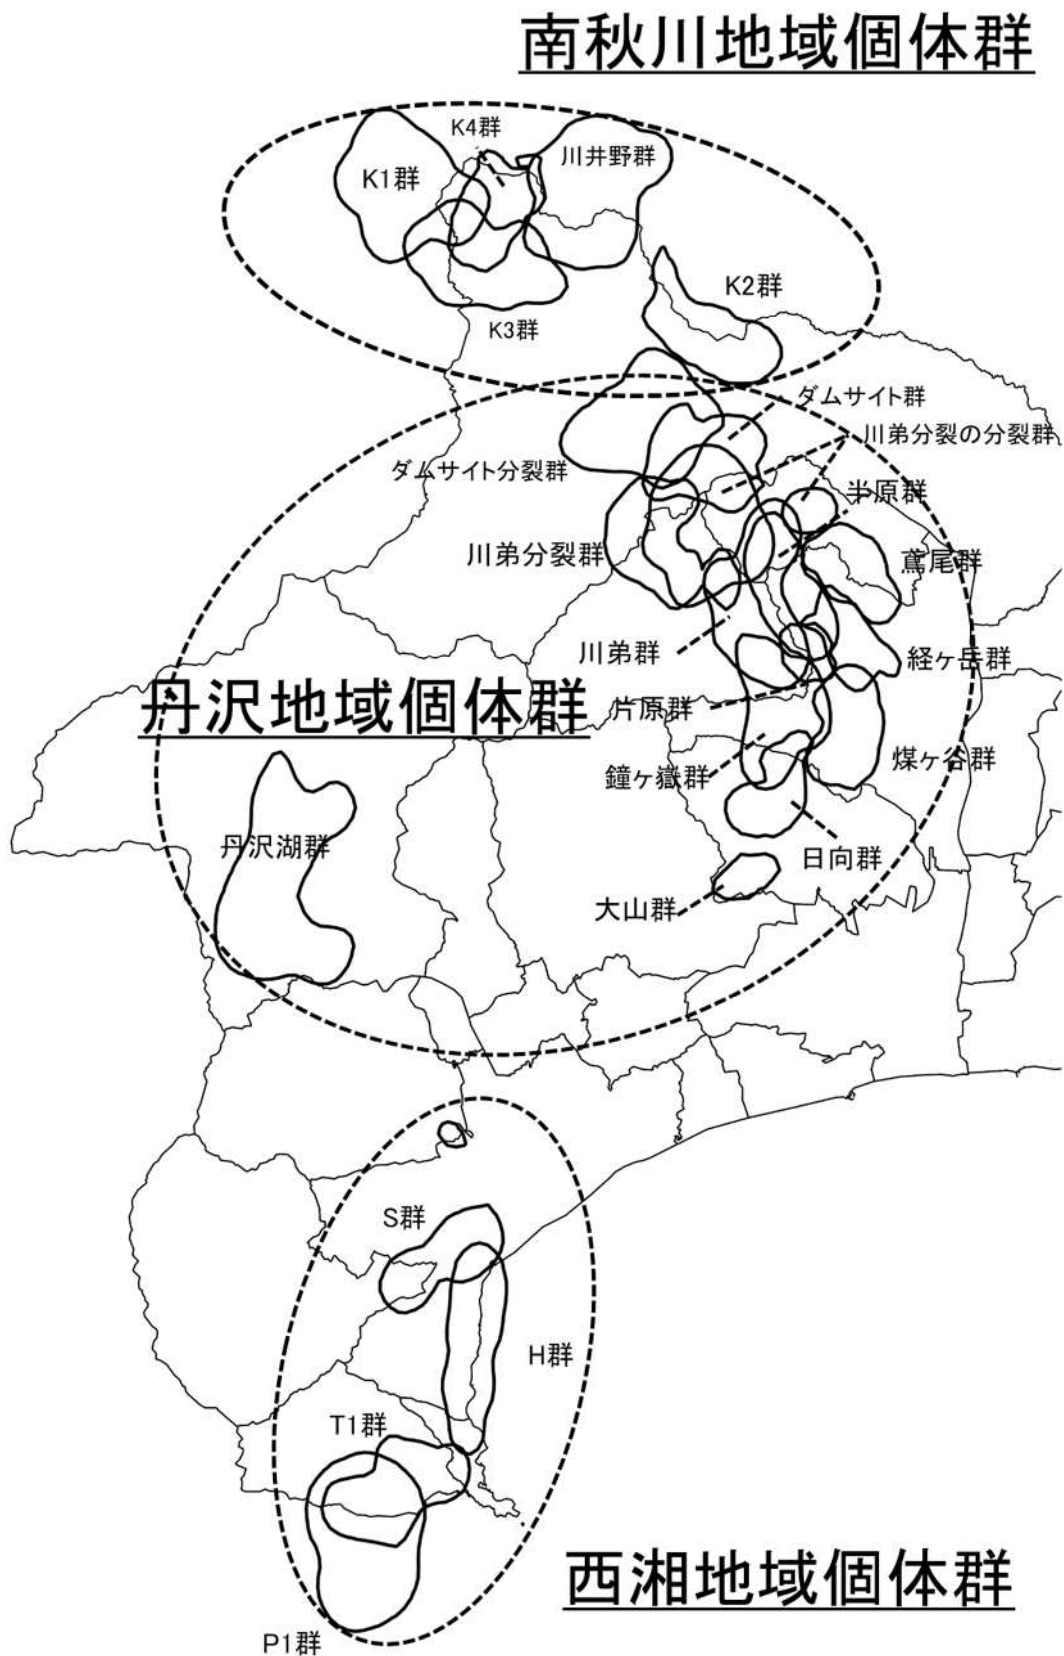 南秋川地域個体群
K4群
川井野群
K1群
K2群
K3群
ダムサイト群
川弟分裂の分裂群
ダムサイト分裂群
半原群
川弟分裂群
鳶尾群
川弟群
経ヶ岳群
丹沢地域個体群
片原群
鐘ヶ嶽群
煤ヶ谷群
丹沢湖群
日向群
大山群
S群
H群
T1群
西湘地域個体群
P1群